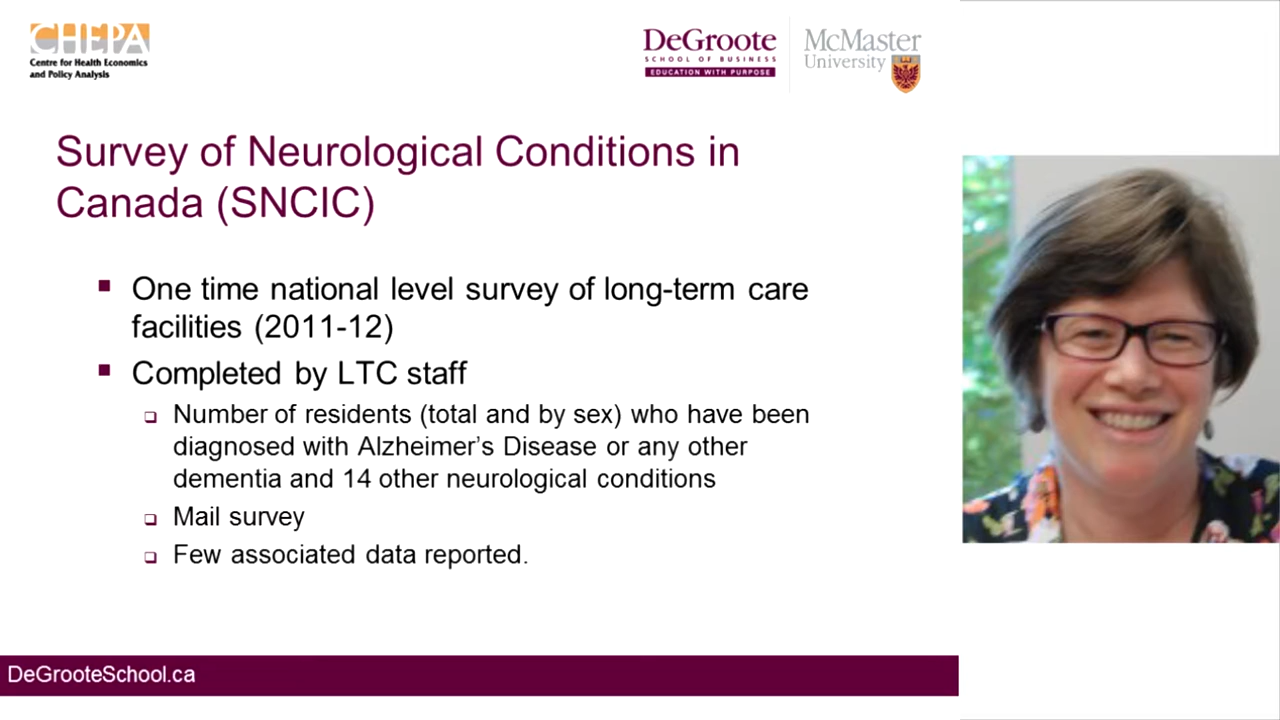 CHEPA
Centre for Health Economics
and Policy Analysis
DeGroote
SCHOOL OF BUSINESS
EDUCATION WITH PURPOSE
McMaster
University
Survey of Neurological Conditions in
Canada (SNCIC)
One time national level survey of long-term care
facilities (2011-12)
Completed by LTC staff
Number of residents (total and by sex) who have been
diagnosed with Alzheimer’s Disease or any other
dementia and 14 other neurological conditions
Mail survey
Few associated data reported.
DeGrooteSchool.ca